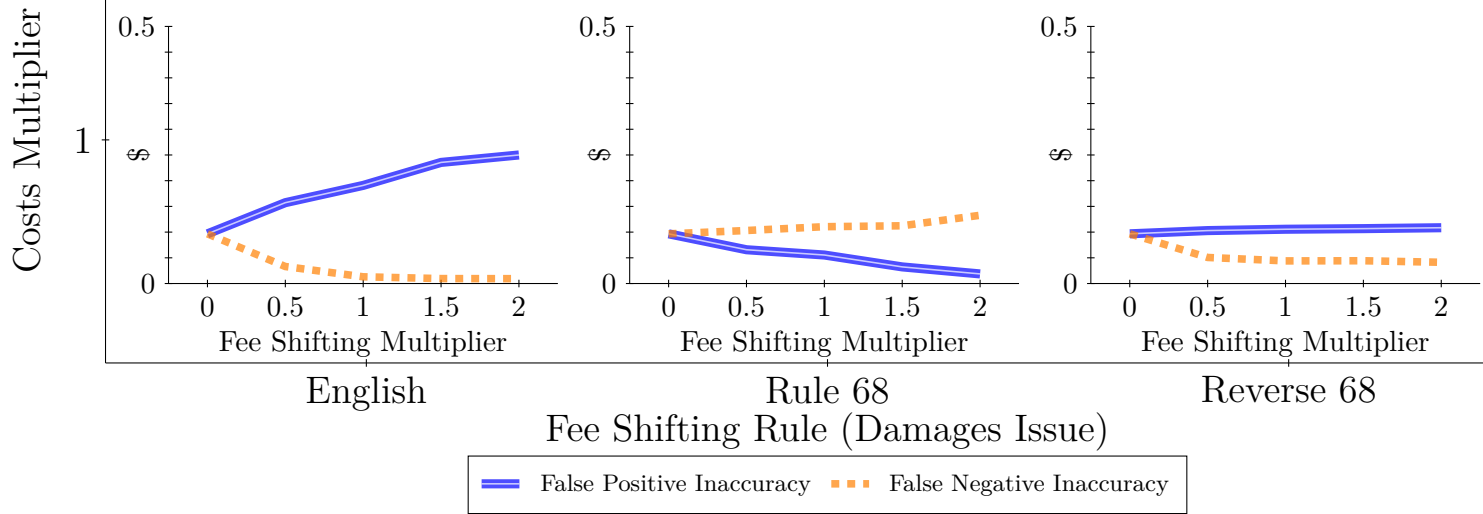 Costs Multiplier
1
0.5
$
0
0 0.5 1 1.5 2
Fee Shifting Multiplier
0.5
$
0
0 0.5 1 1.5 2
Fee Shifting Multiplier
0.5
$
0
0 0.5 1 1.5 2
Fee Shifting Multiplier
English
Rule 68
Reverse 68
Fee Shifting Rule (Damages Issue)
False Positive Inaccuracy
False Negative Inaccuracy